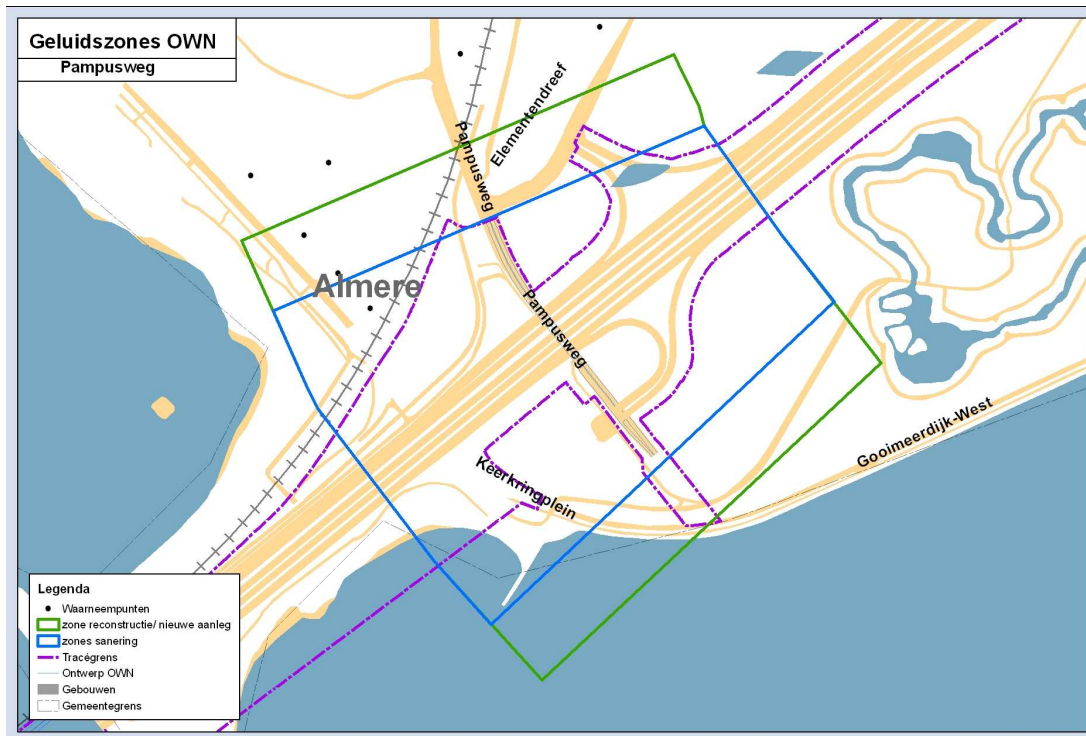 Geluidszones OWN
Pampusweg
Elementendreef
Pampusweg
Almere
Pampusweg
Gooimeerdijk-West
Keerkringplein
Legenda
Waarneempunten
zone reconstructie/ nieuwe aanleg
zones sanering
Tracégrens
Ontwerp OWN
Gebouwen
Gemeentegrens